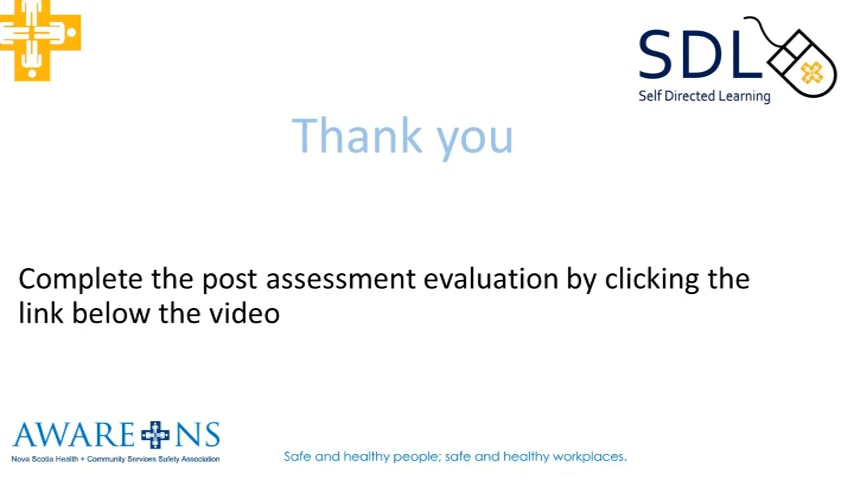 SDL
Self Directed Learning
Thank you
Complete the post assessment evaluation by clicking the
link below the video
AWARE NS
Nova Scotia Health + Community Services Safety Association
Safe and healthy people; safe and healthy workplaces.